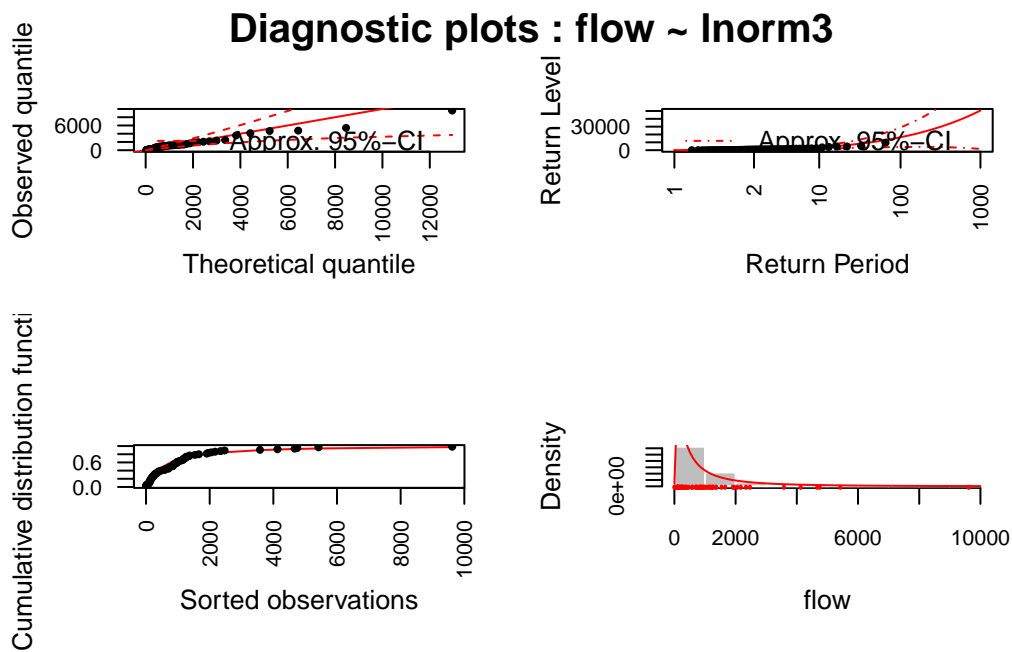 Diagnostic plots : flow ~ lnorm3
Observed quantile
6000
0
Approx. 95%−CI
0 2000 4000 6000 8000 10000 12000
Theoretical quantile
Return Level
30000
0
Approx. 95%−CI
1 2 10 100 1000
Return Period
Cumulative distribution functi
0.6
0.0
0 2000 4000 6000 8000 10000
Sorted observations
Density
0e+00
0 2000 6000 10000
flow